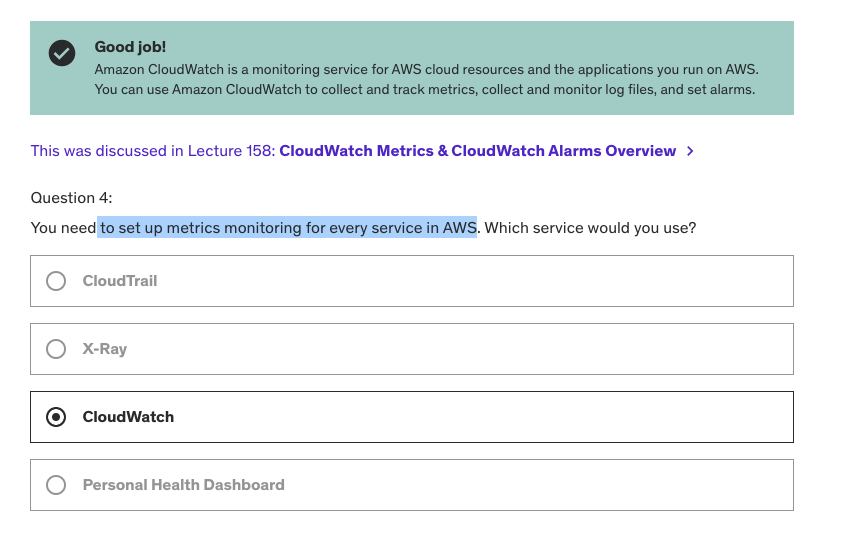 Good job!
Amazon CloudWatch is a monitoring service for AWS cloud resources and the applications you run on AWS.
You can use Amazon CloudWatch to collect and track metrics, collect and monitor log files, and set alarms.
This was discussed in Lecture 158: CloudWatch Metrics & CloudWatch Alarms Overview >
Question 4:
You need to set up metrics monitoring for every service in AWS. Which service would you use?
CloudTrail
X-Ray
CloudWatch
Personal Health Dashboard